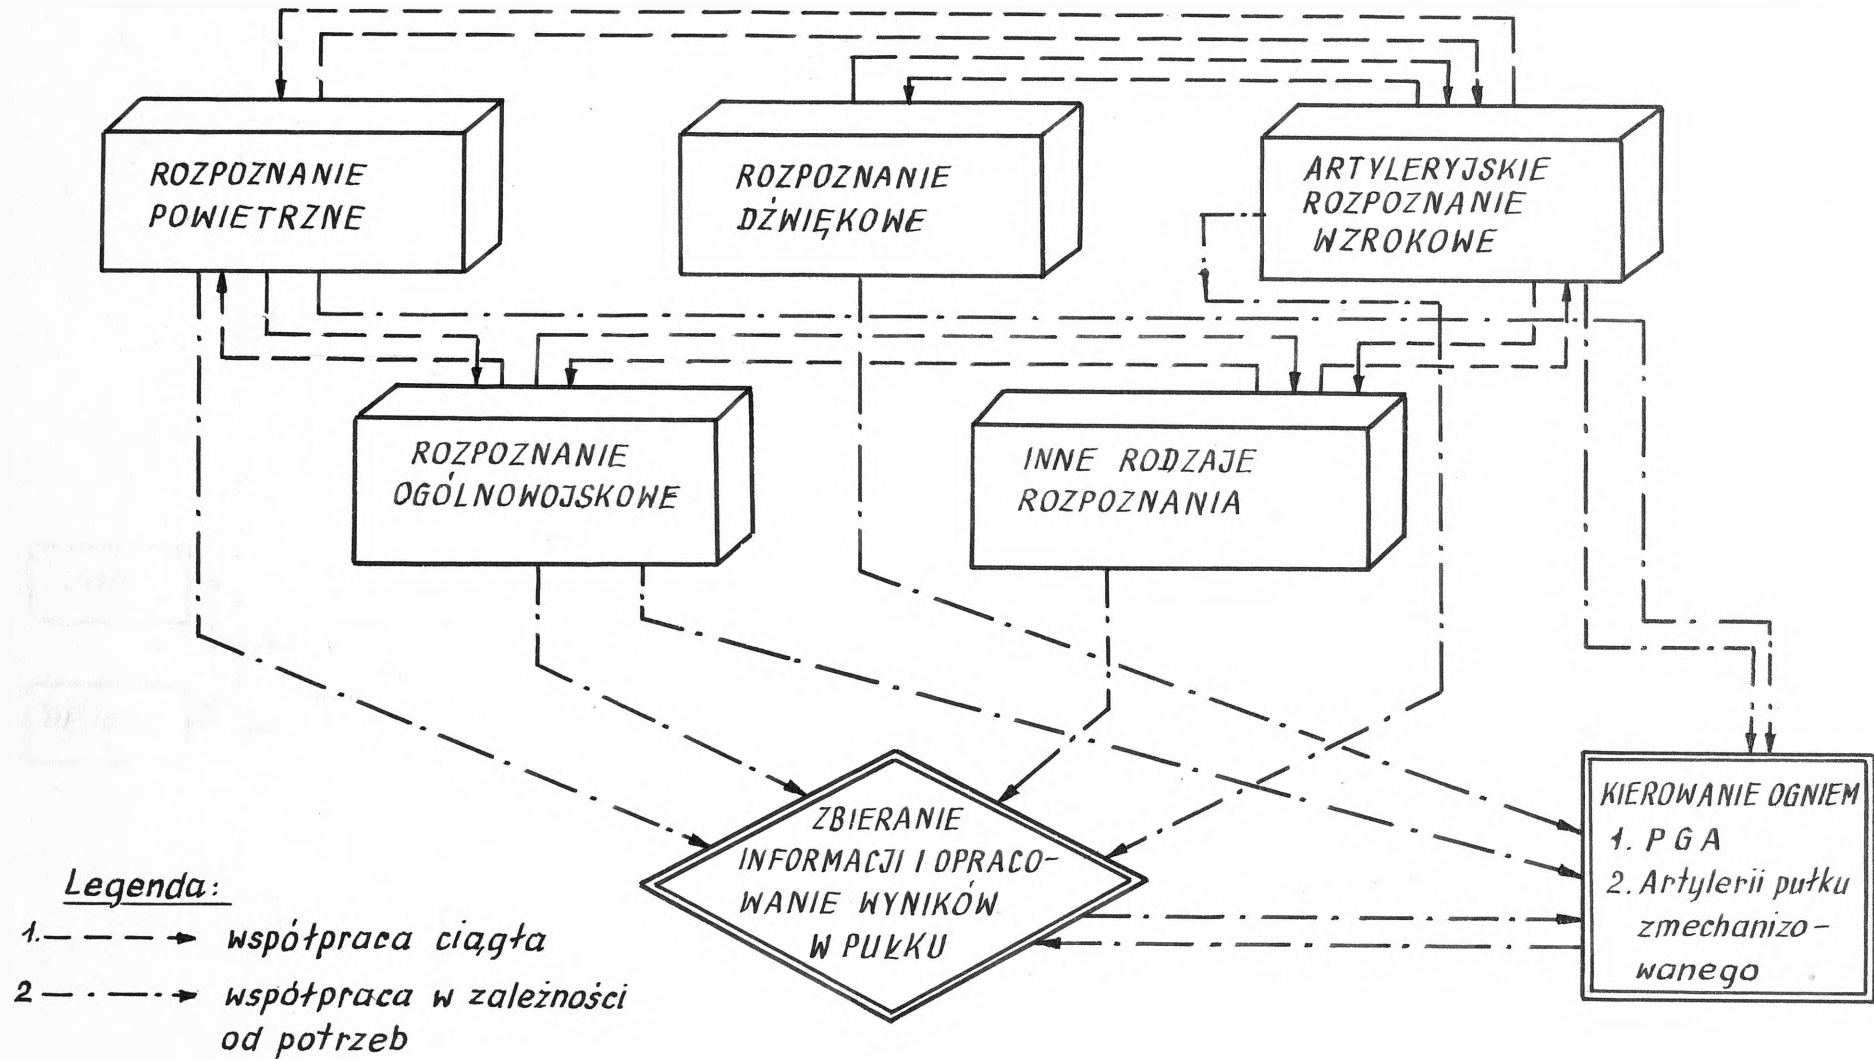 ROZPOZNANIE
POWIETRZNE
ROZPOZNANIE
DŹWIĘKOWE
ARTYLERYJSKIE
ROZPOZNANIE
WZROKOWE
ROZPOZNANIE
OGÓLNOWOJSKOWE
INNE RODZAJE
ROZPOZNANIA
ZBIERANIE
INFORMACJI I OPRACO-
WANIE WYNIKÓW
W PUŁKU
KIEROWANIE OGNIEM
1. PGA
2. Artylerii pułku
zmechanizo-
wanego
Legenda:
1. współpraca ciągła
2 współpraca w zależności
od potrzeb